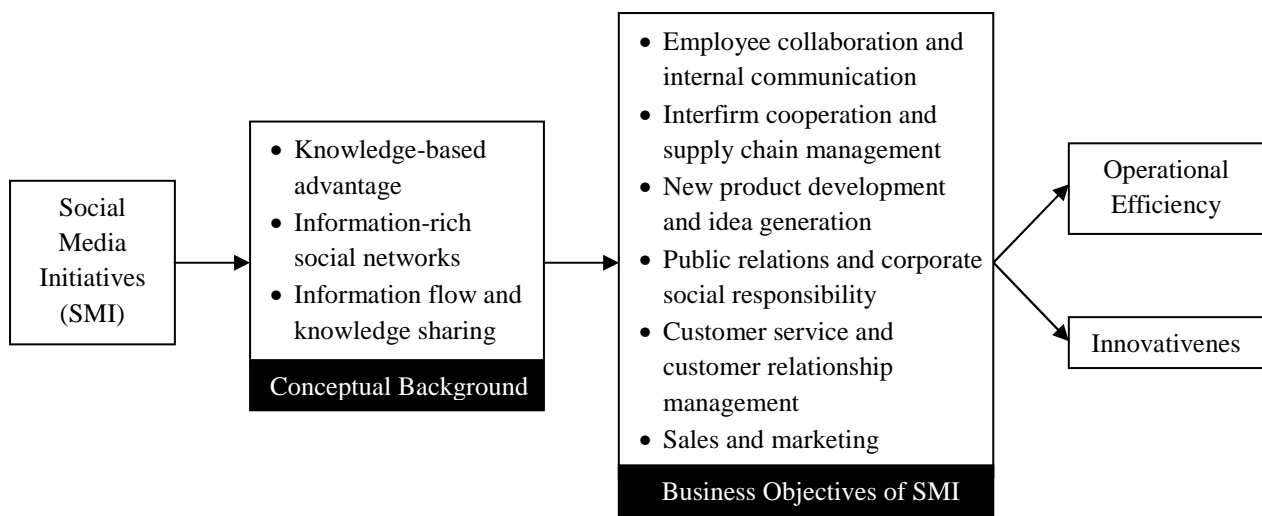 Social
Media
Initiatives
(SMI)
• Knowledge-based
advantage
• Information-rich
social networks
• Information flow and
knowledge sharing
Conceptual Background
• Employee collaboration and
internal communication
• Interfirm cooperation and
supply chain management
• New product development
and idea generation
• Public relations and corporate
social responsibility
• Customer service and
customer relationship
management
• Sales and marketing
Business Objectives of SMI
Operational
Efficiency
Innovativenes